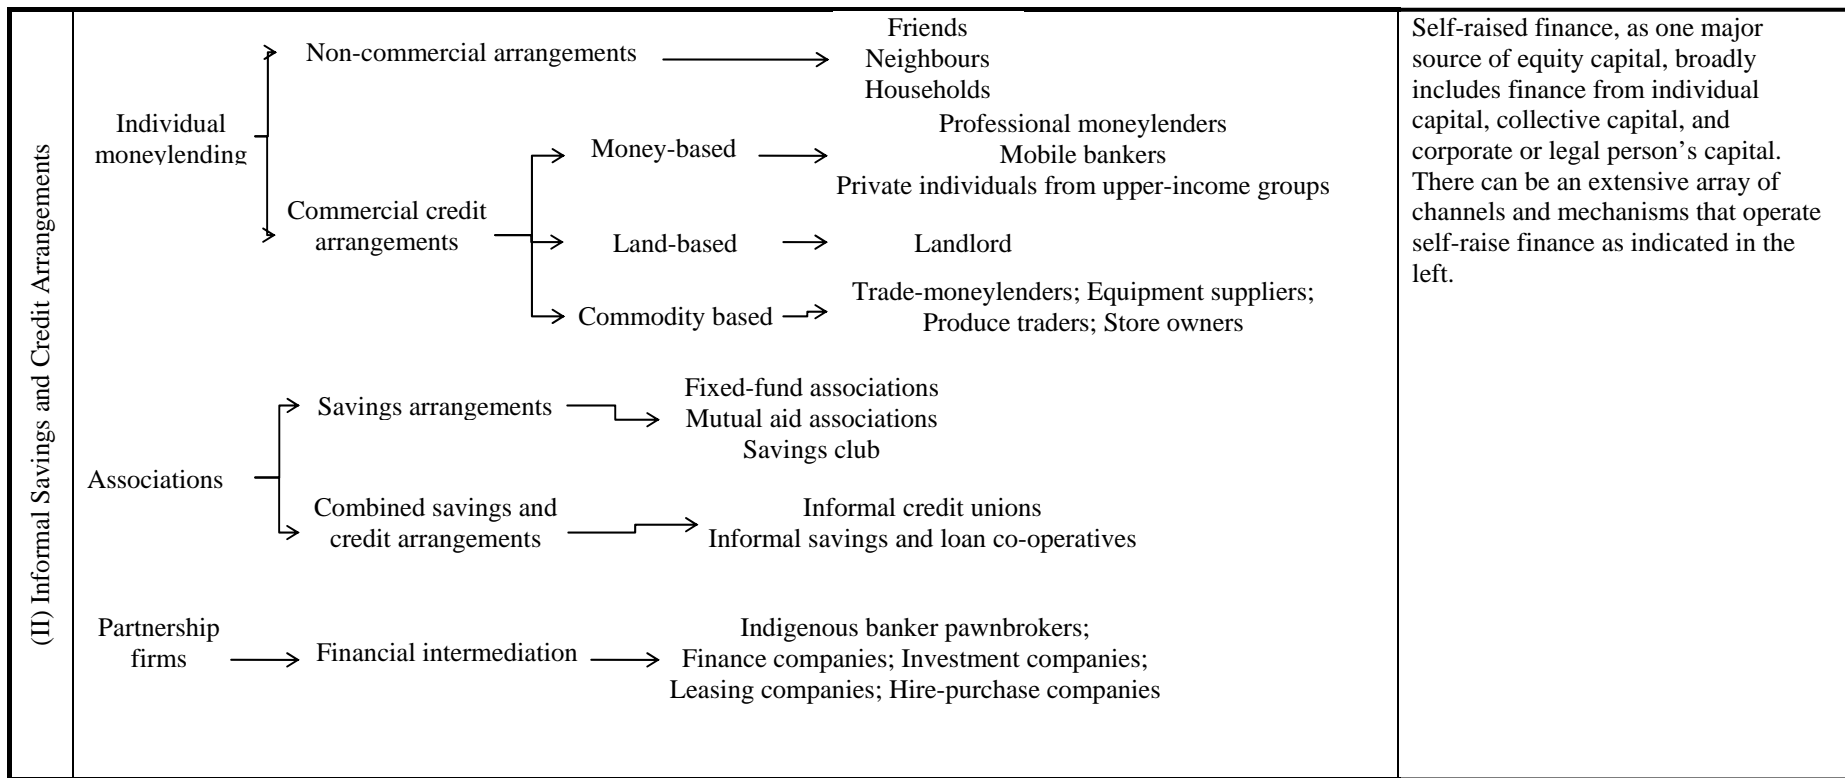 (II) Informal Savings and Credit Arrangements
Individual
moneylending
Non-commercial arrangements
Friends
Neighbours
Households
Commercial credit
arrangements
Money-based
Professional moneylenders
Mobile bankers
Private individuals from upper-income groups
Land-based
Landlord
Commodity based
Trade-moneylenders; Equipment suppliers;
Produce traders; Store owners
Associations
Savings arrangements
Fixed-fund associations
Mutual aid associations
Savings club
Combined savings and
credit arrangements
Informal credit unions
Informal savings and loan co-operatives
Partnership
firms
Financial intermediation
Indigenous banker pawnbrokers;
Finance companies; Investment companies;
Leasing companies; Hire-purchase companies
Self-raised finance, as one major
source of equity capital, broadly
includes finance from individual
capital, collective capital, and
corporate or legal person’s capital.
There can be an extensive array of
channels and mechanisms that operate
self-raise finance as indicated in the
left.